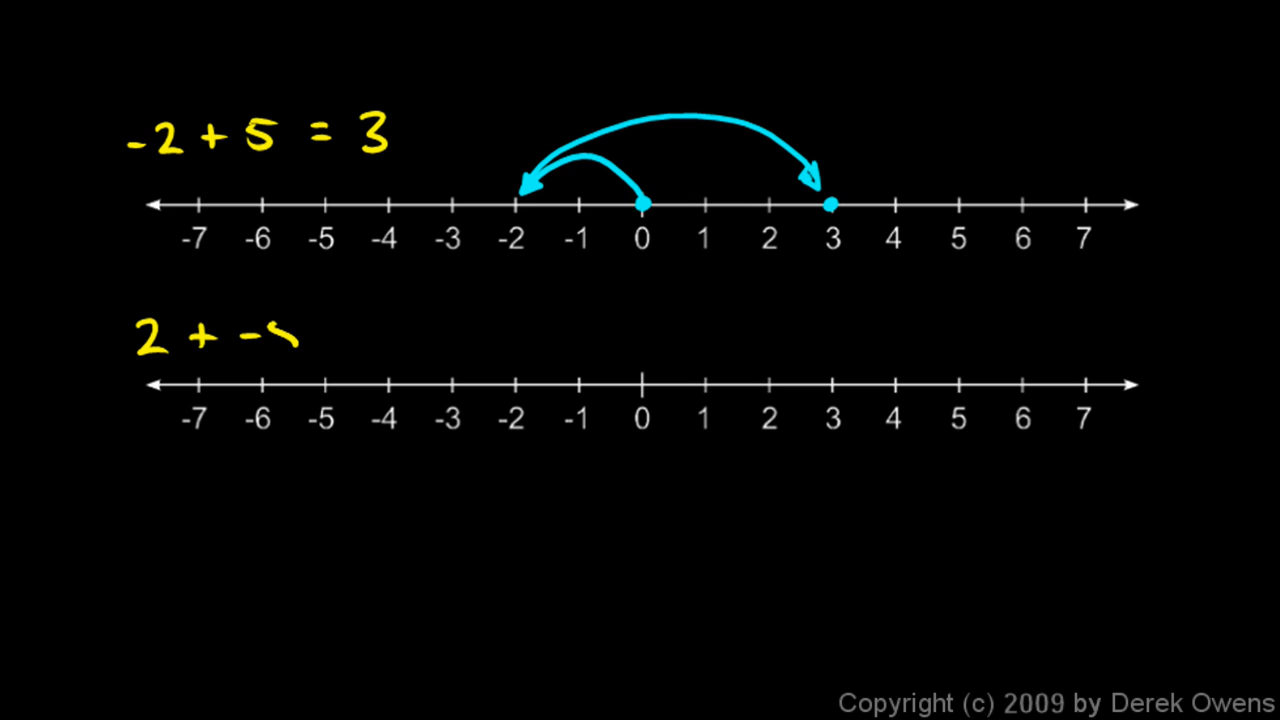 -2 + 5 = 3
-7 -6 -5 -4 -3 -2 -1 0 1 2 3 4 5 6 7
2 + -
-7 -6 -5 -4 -3 -2 -1 0 1 2 3 4 5 6 7
Copyright (c) 2009 by Derek Owens